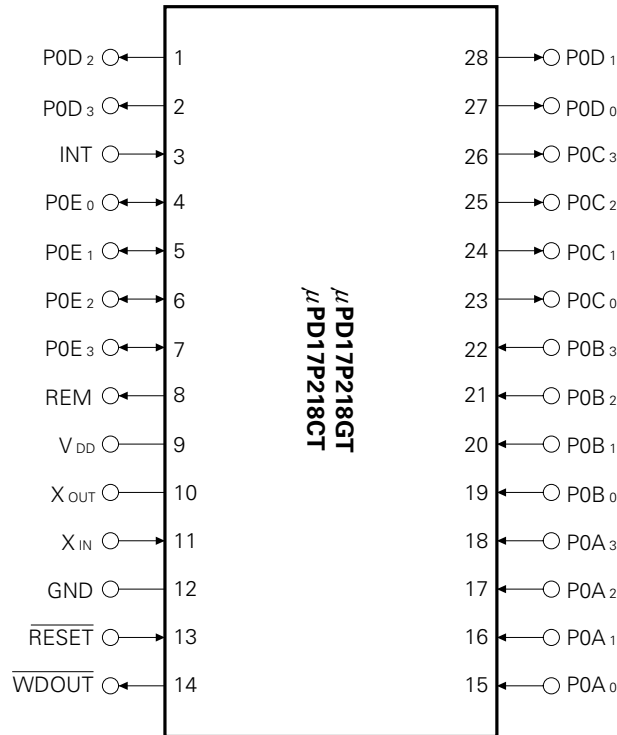 P0D2 1 28 P0D1
P0D3 2 27 P0D0
INT 3 26 P0C3
P0E0 4 25 P0C2
P0E1 5 24 P0C1
P0E2 6 23 P0C0
P0E3 7 22 P0B3
REM 8 21 P0B2
VDD 9 20 P0B1
XOUT 10 19 P0B0
XIN 11 18 P0A3
GND 12 17 P0A2
RESET 13 16 P0A1
WDOUT 14 15 P0A0
μPD17P218GT
μPD17P218CT